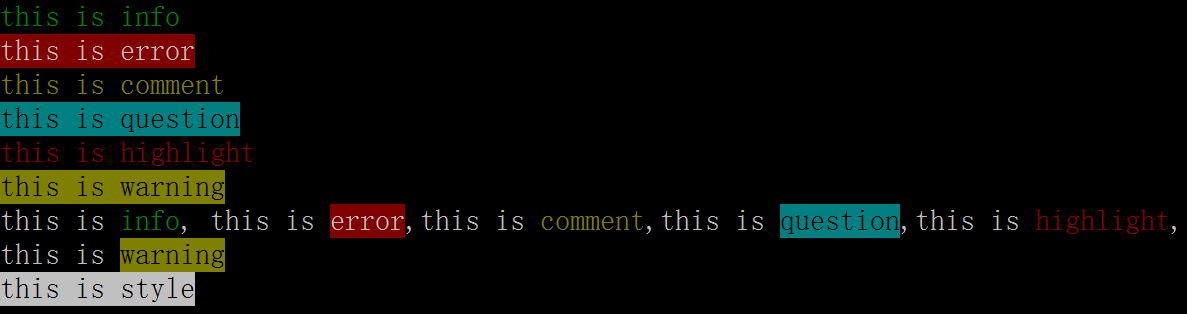 this is info
this is error
this is comment
this is question
this is highlight
this is warning
this is info, this is error,this is comment,this is question,this is highlight,
this is warning
this is style